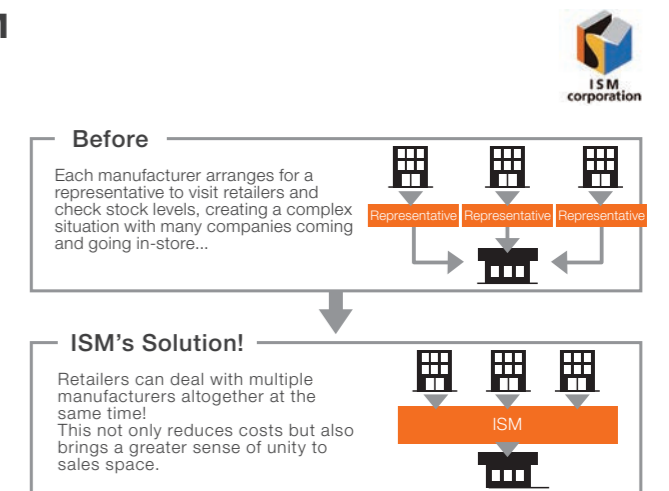 M
ISM
corporation
Before
Each manufacturer arranges for a
representative to visit retailers and
check stock levels, creating a complex
situation with many companies coming
and going in-store...
Representative
Representative
Representative
ISM's Solution!
Retailers can deal with multiple
manufacturers altogether at the
same time!
This not only reduces costs but also
brings a greater sense of unity to
sales space.
ISM